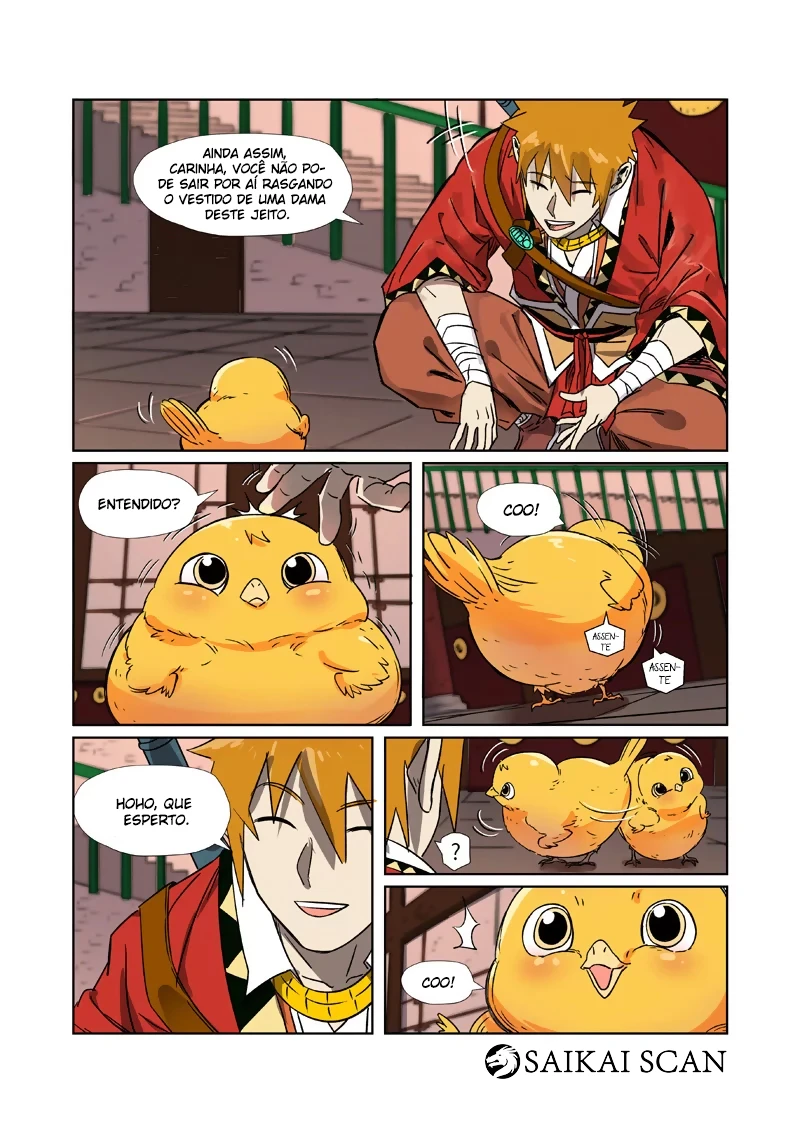 AINDA ASSIM,
CARINHA, VOCÊ NÃO PO-
DE SAIR POR AÍ RASGANDO
O VESTIDO DE UMA DAMA
DESTE JEITO.
ENTENDIDO?
COO!
ASSEN-
TE
ASSEN-
TE
HOHO, QUE
ESPERTO.
?
COO!
SAIKAI SCAN